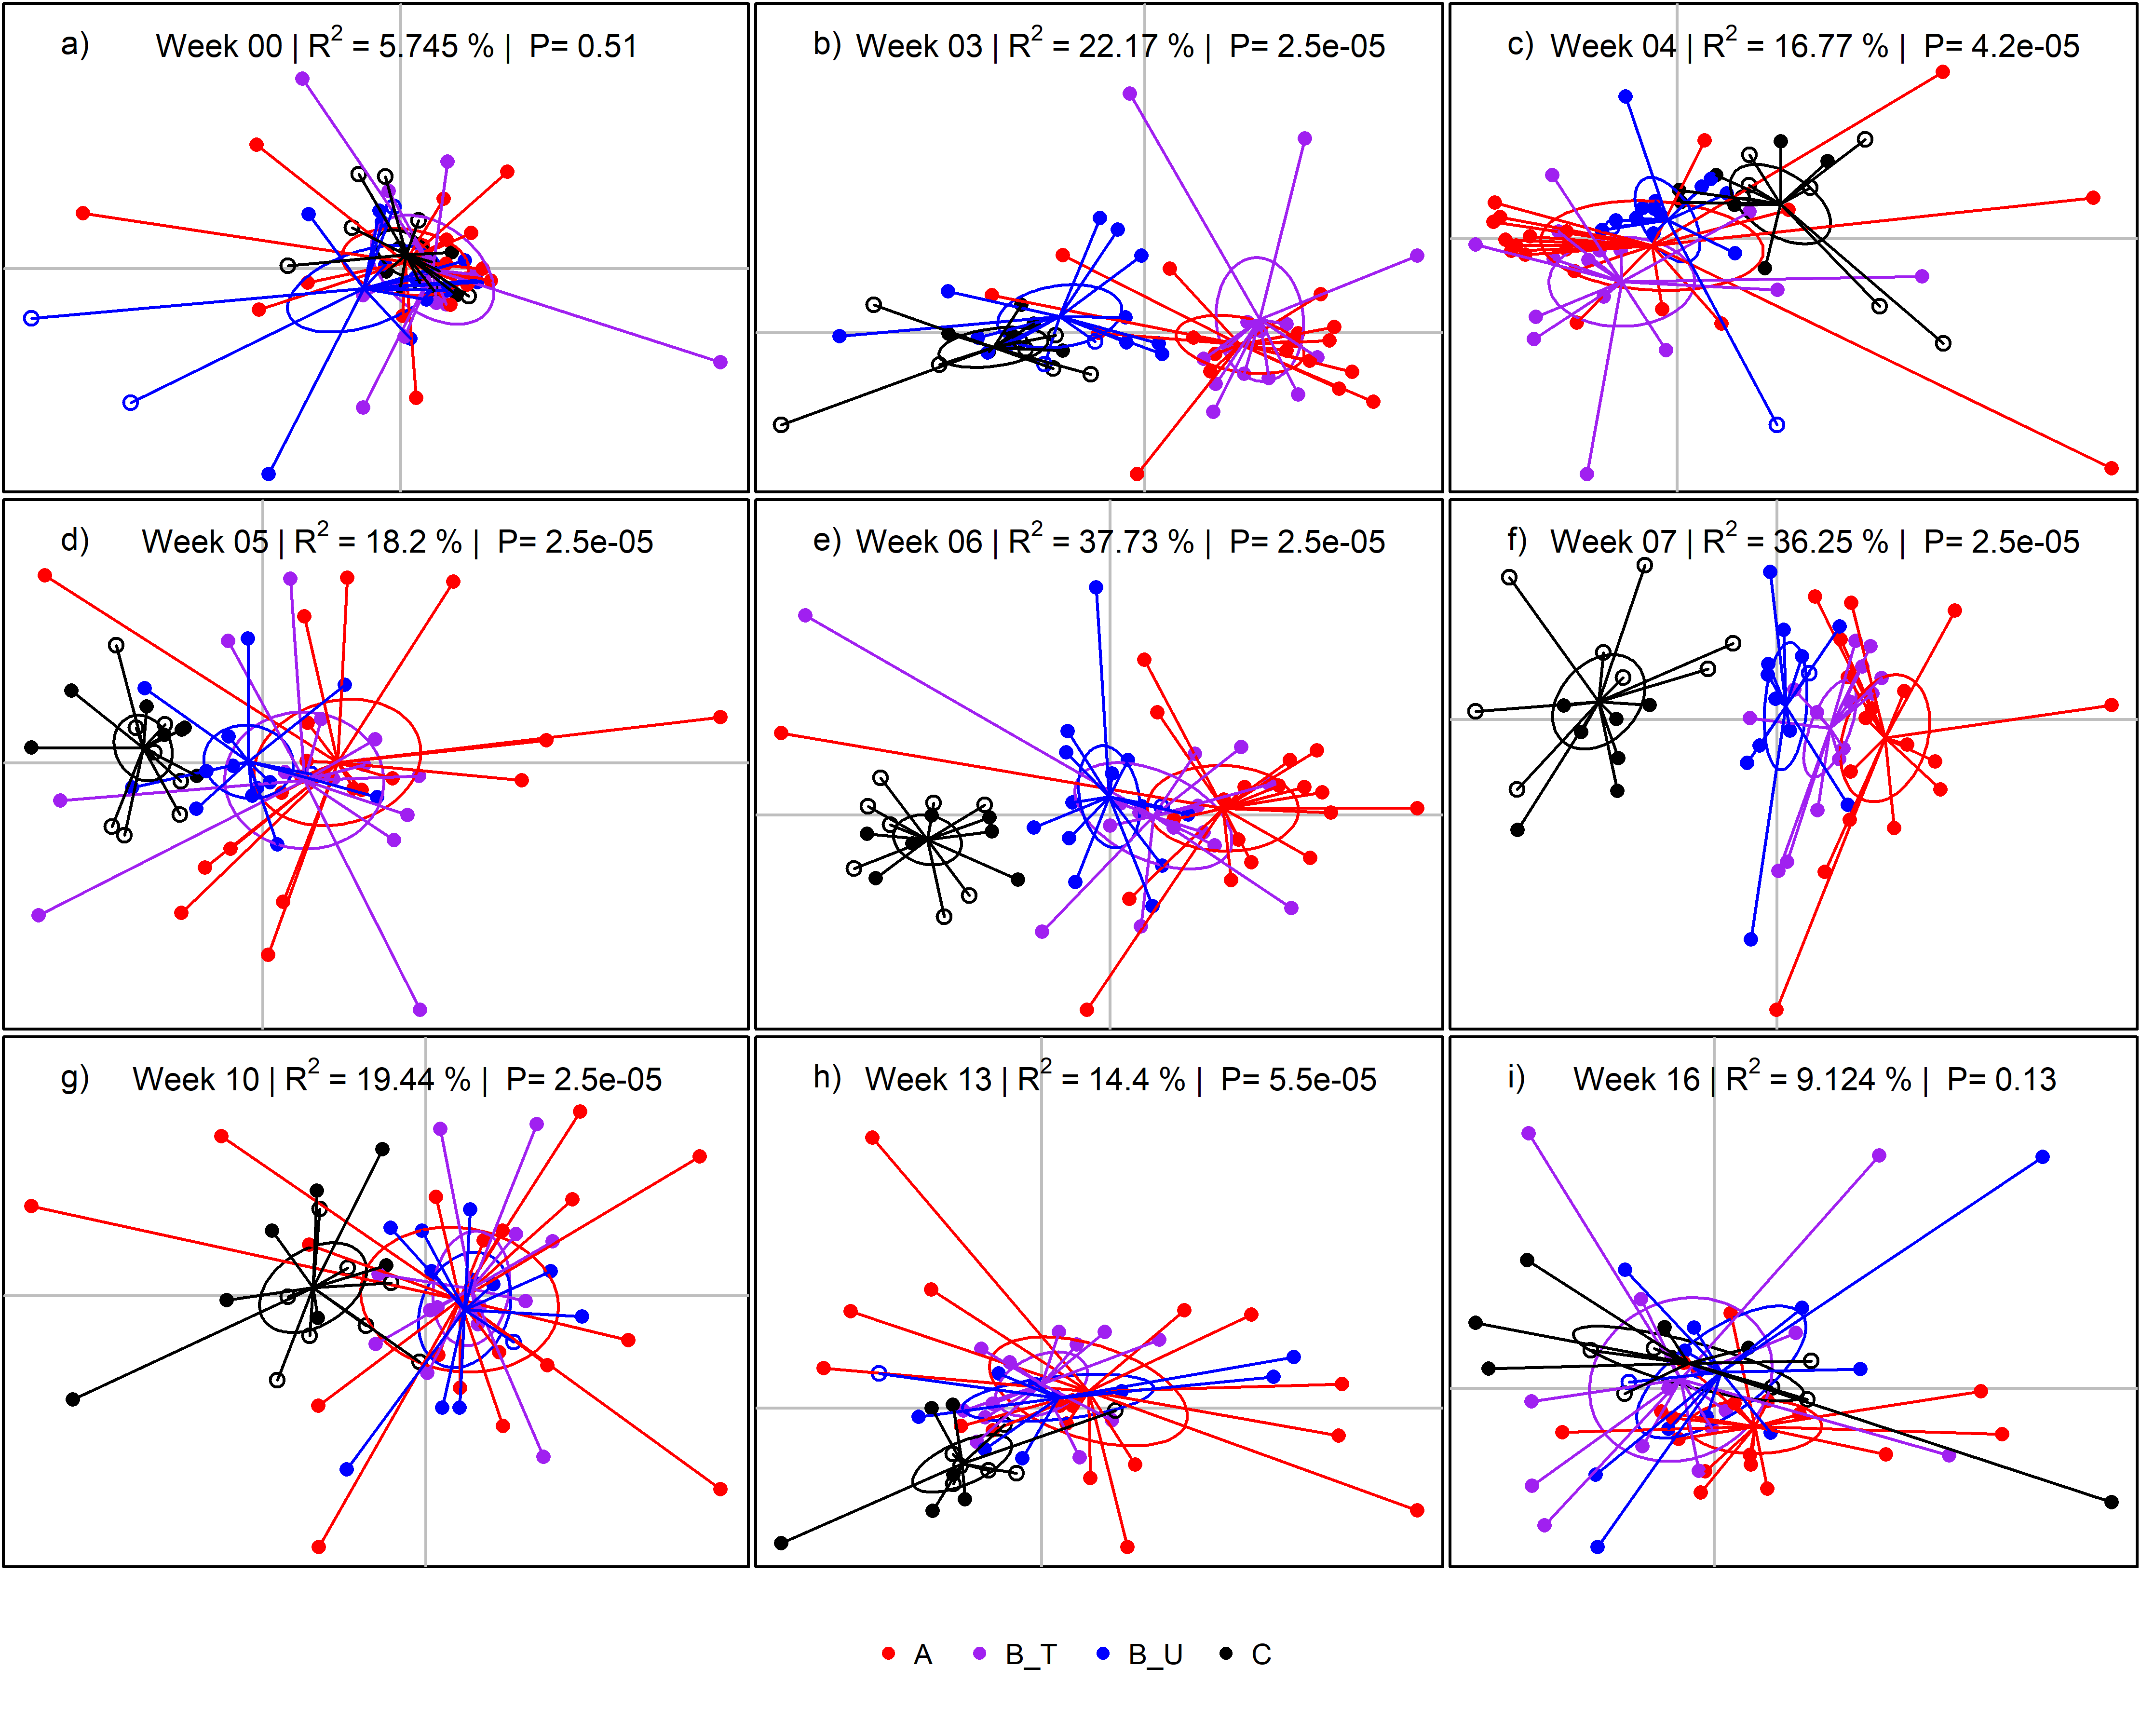 a) Week 00 | R2 = 5.745 % | P= 0.51
b) Week 03 | R2 = 22.17 % | P= 2.5e-05
c) Week 04 | R2 = 16.77 % | P= 4.2e-05
d) Week 05 | R2 = 18.2 % | P= 2.5e-05
e) Week 06 | R2 = 37.73 % | P= 2.5e-05
f) Week 07 | R2 = 36.25 % | P= 2.5e-05
g) Week 10 | R2 = 19.44 % | P= 2.5e-05
h) Week 13 | R2 = 14.4 % | P= 5.5e-05
i) Week 16 | R2 = 9.124 % | P= 0.13
A B_T B_U C